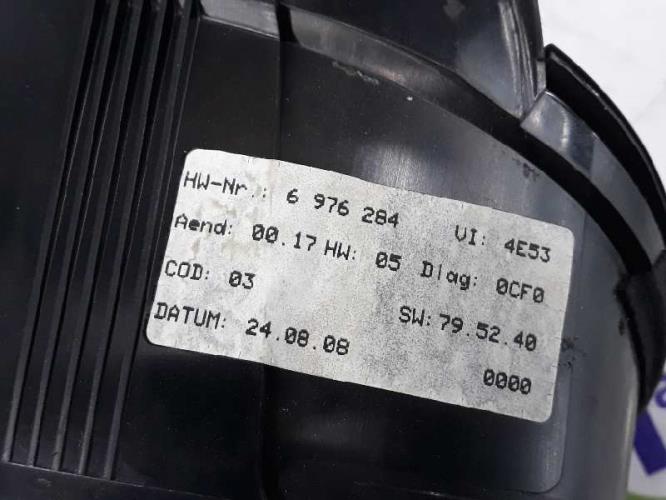 HW-Nr.: 6 976 284 VI: 4E53
Aend: 00.17 HW: 05 Diag: 0CF0
COD: 03 SW: 79.52.40
DATUM: 24.08.08 0000